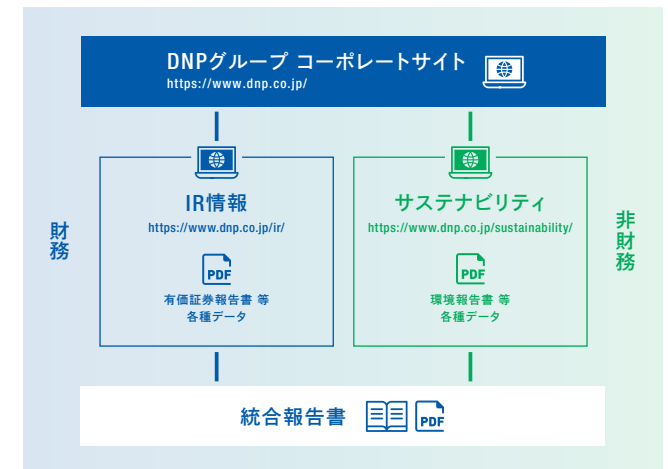 DNPグループ コーポレートサイト
https://www.dnp.co.jp/
財務
IR情報
https://www.dnp.co.jp/ir/
PDF
有価証券報告書 等
各種データ
サステナビリティ
https://www.dnp.co.jp/sustainability/
PDF
環境報告書 等
各種データ
非財務
統合報告書
PDF